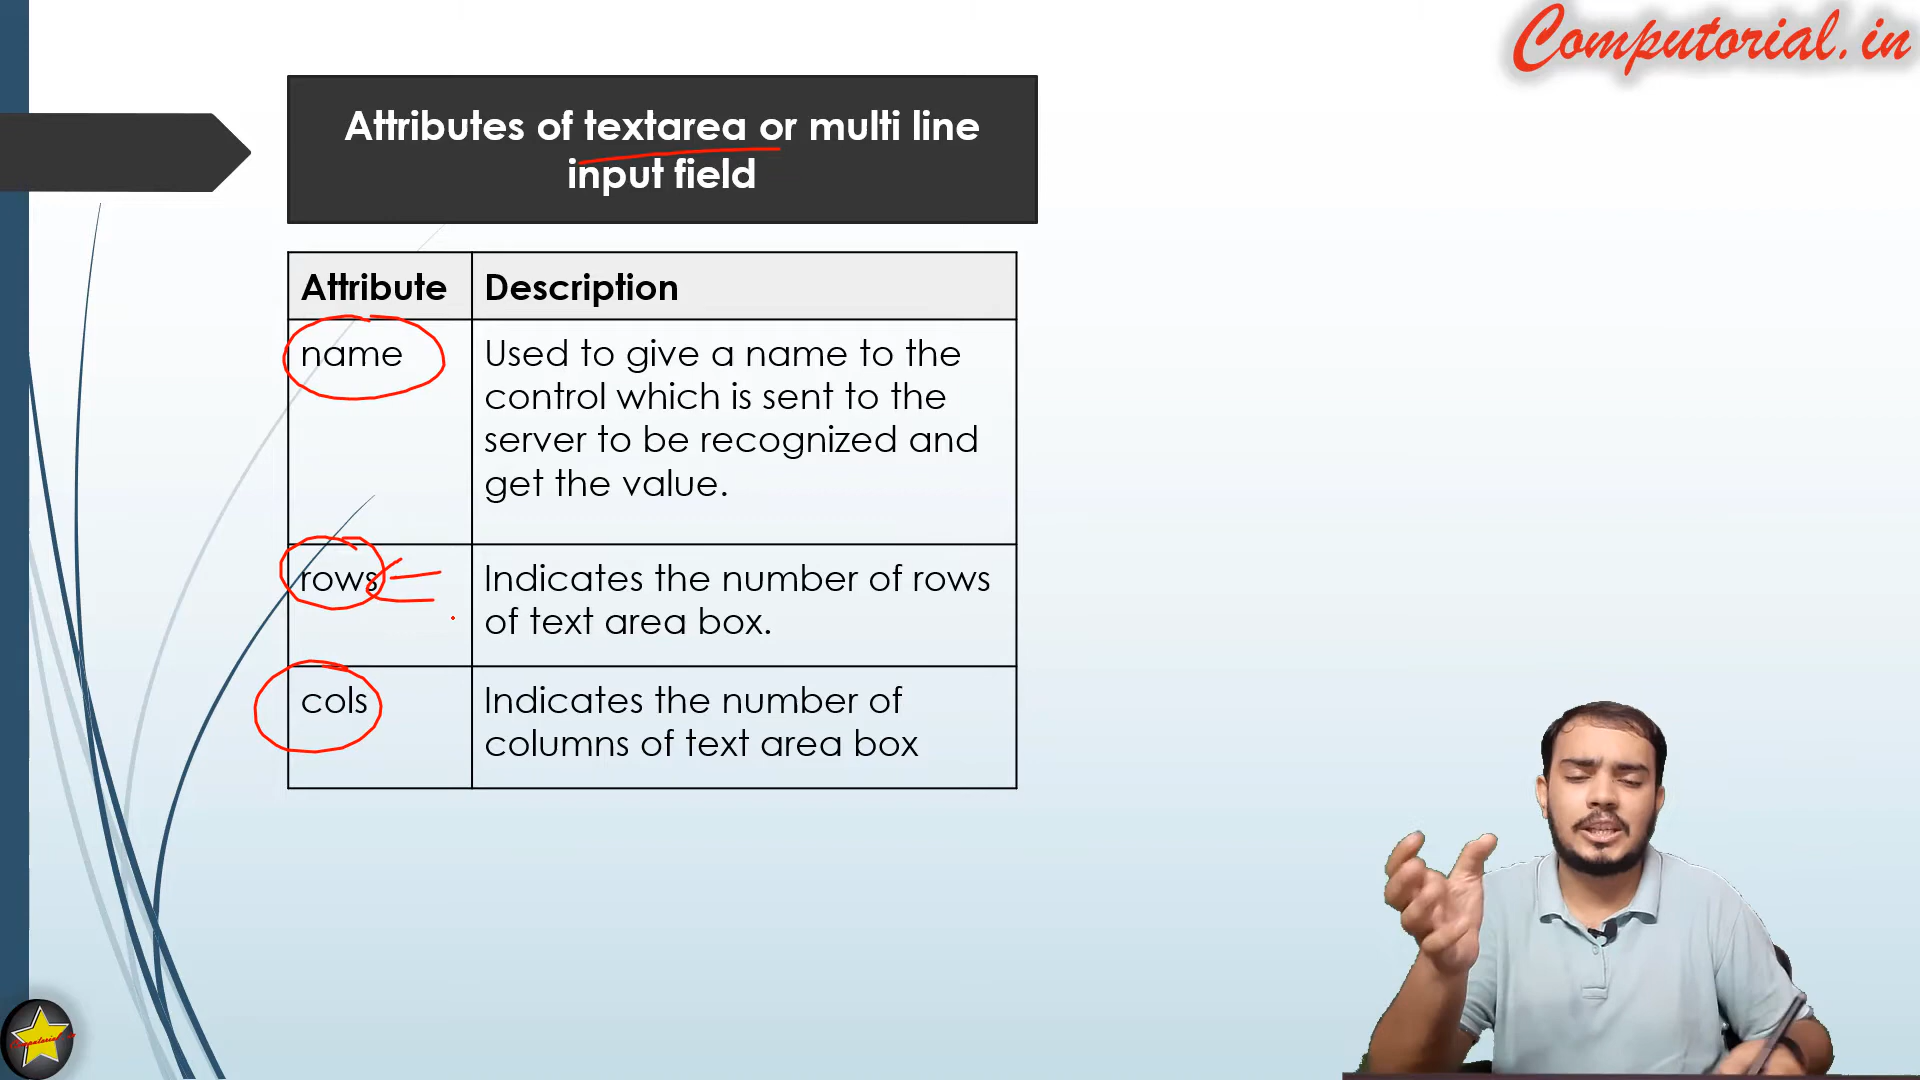 Computorial.in
Attributes of textarea or multi line
input field
Attribute Description
name Used to give a name to the
control which is sent to the
server to be recognized and
get the value.
rows Indicates the number of rows
of text area box.
cols Indicates the number of
columns of text area box